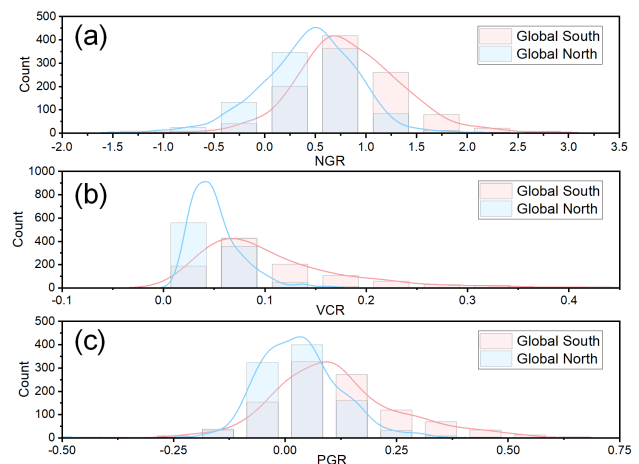 (a)
Global South
Global North
Count
500
400
300
200
100
0
-2.0 -1.5 -1.0 -0.5 0.0 0.5 1.0 1.5 2.0 2.5 3.0 3.5
NGR
(b)
Global South
Global North
Count
1000
800
600
400
200
0
-0.1 0.0 0.1 0.2 0.3 0.4
VCR
(c)
Global South
Global North
Count
500
400
300
200
100
0
-0.50 -0.25 0.00 0.25 0.50 0.75
PGR